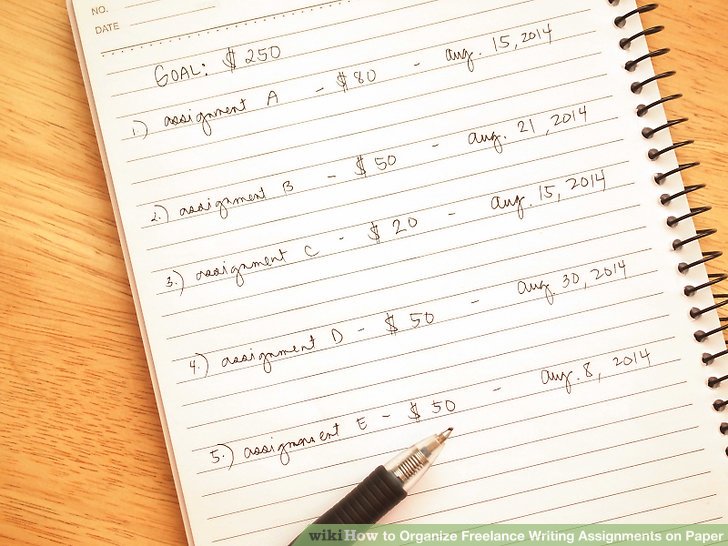 NO.
DATE
GOAL: $250
1.) assignment A - $80 - aug. 15, 2014
2.) assignment B - $50 - aug. 21, 2014
3.) assignment C - $20 - aug. 15, 2014
4.) assignment D - $50 - aug. 30, 2014
5.) assignment E - $50 - aug. 8, 2014
wikiHow to Organize Freelance Writing Assignments on Paper